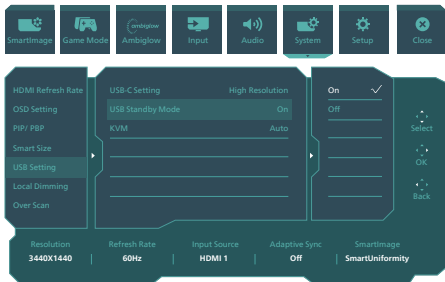 SmartImage
Game Mode
ambiglow
Ambiglow
Input
Audio
System
Setup
Close
HDMI Refresh Rate
OSD Setting
PIP/ PBP
Smart Size
USB Setting
Local Dimming
Over Scan
USB-C Setting High Resolution
USB Standby Mode On
KVM Auto
On
Off
Select
OK
Back
Resolution Refresh Rate Input Source Adaptive Sync SmartImage
3440X1440 60Hz HDMI 1 Off SmartUniformity